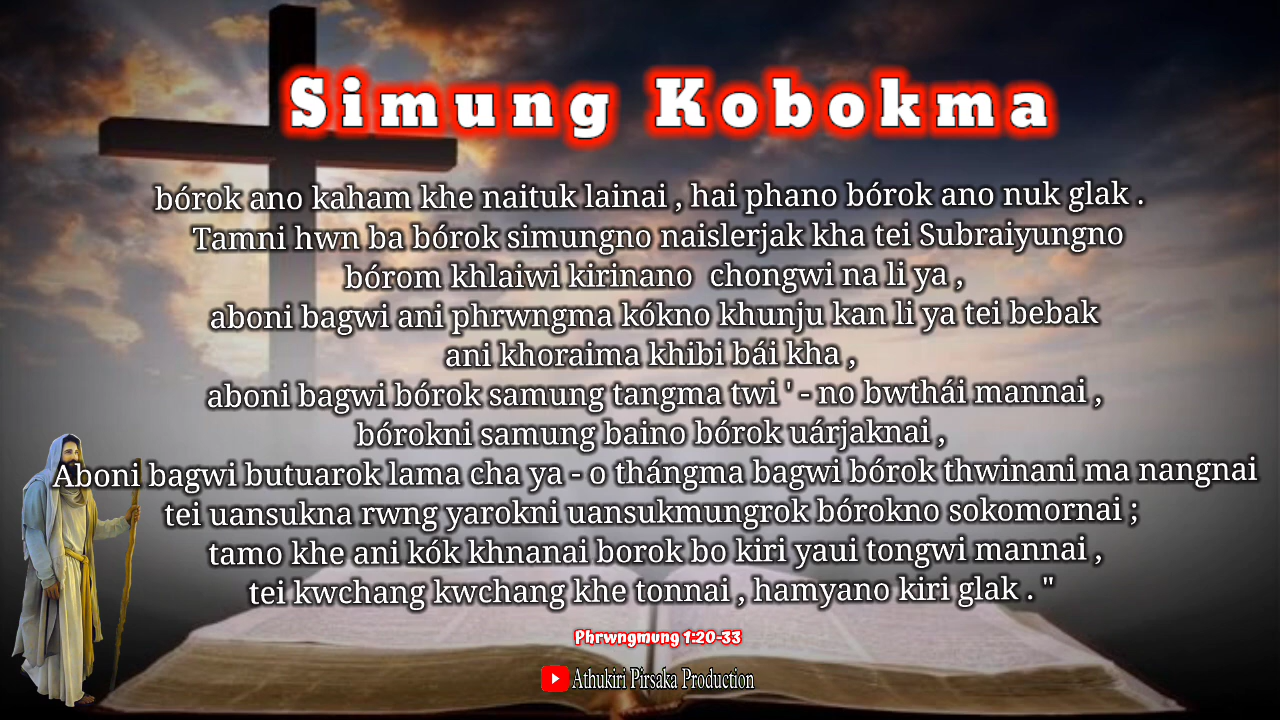 Simung Kobokma
bórok ano kaham khe naituk lainai , hai phano bórok ano nuk glak .
Tamni hwn ba bórok simungno naislerjak kha tei Subraiyungno
bórom khlaiwi kirinano chongwi na li ya ,
aboni bagwi ani phrwngma kókno khunju kan li ya tei bebak
ani khoraima khibi bái kha ,
aboni bagwi bórok samung tangma twi ' - no bwthái mannai ,
bórokni samung baino bórok uárjaknai ,
Aboni bagwi butuarok lama cha ya - o thángma bagwi bórok thwinani ma nangnai
tei uansukna rwng yarokni uansukmungrok bórokno sokomornai ;
tamo khe ani kók khnanai borok bo kiri yaui tongwi mannai ,
tei kwchang kwchang khe tonnai , hamyano kiri glak . "
Phrwngmung 1:20-33
Athukiri Pirsaka Production